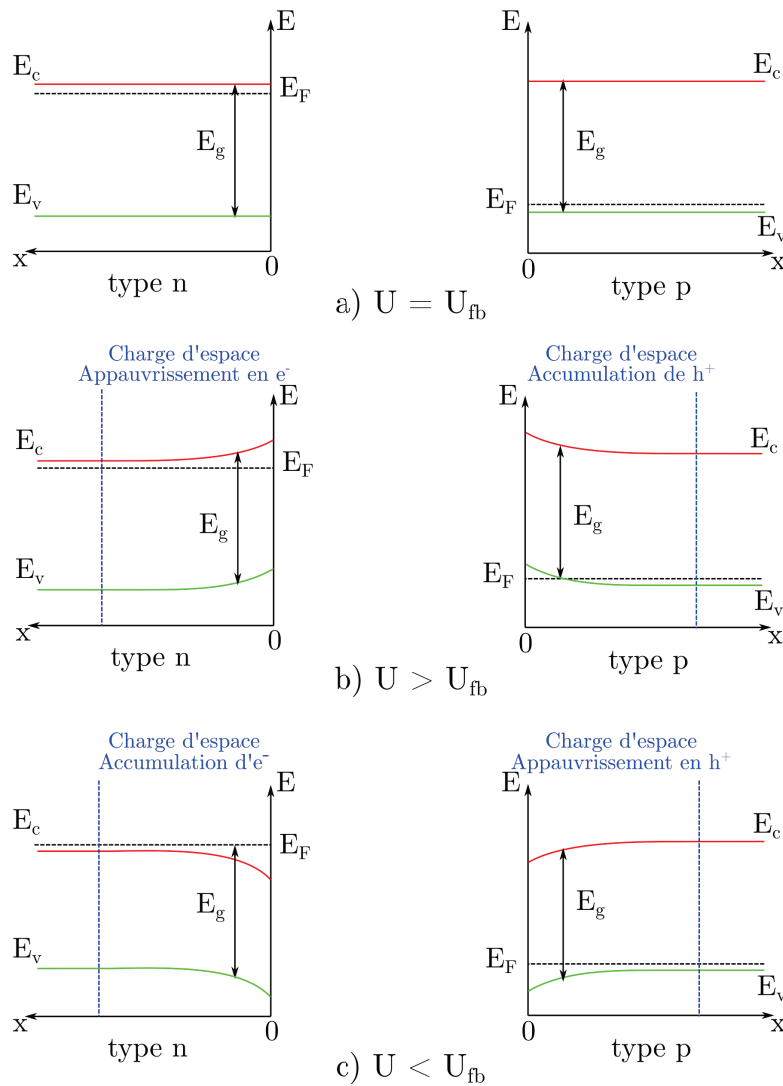 E
E_c
E_F
E_g
E_v
x
0
type n
E
E_c
E_g
E_F
E_v
0
x
type p
a) U = U_fb
Charge d'espace
Appauvrissement en e⁻
E
E_c
E_F
E_g
E_v
x
0
type n
Charge d'espace
Accumulation de h⁺
E
E_c
E_g
E_F
E_v
0
x
type p
b) U > U_fb
Charge d'espace
Accumulation d'e⁻
E
E_c
E_F
E_g
E_v
x
0
type n
Charge d'espace
Appauvrissement en h⁺
E
E_c
E_g
E_F
E_v
0
x
type p
c) U < U_fb